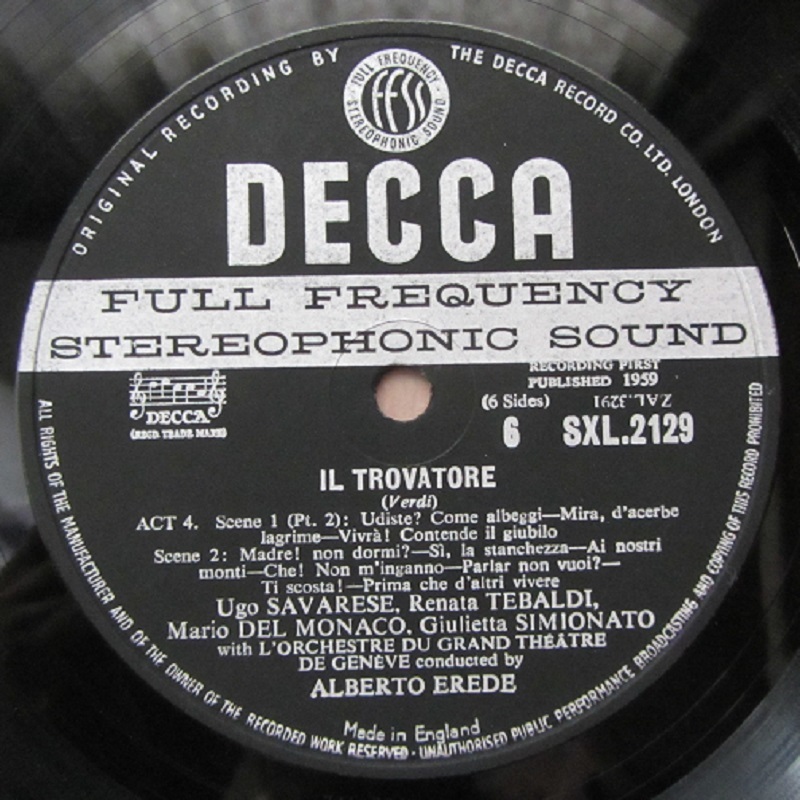 ORIGINAL RECORDING BY THE DECCA RECORD CO. LTD. LONDON
FULL FREQUENCY STEREOPHONIC SOUND
FFSS
DECCA
FULL FREQUENCY
STEREOPHONIC SOUND
DECCA
(REGD. TRADE MARK)
RECORDING FIRST
PUBLISHED 1959
(6 Sides) ZAL.3291
6 SXL.2129
IL TROVATORE
(Verdi)
ACT 4. Scene 1 (Pt. 2): Udiste? Come albeggi—Mira, d'acerbe
lagrime—Vivrà! Contende il giubilo
Scene 2: Madre! non dormi?—Sì, la stanchezza—Ai nostri
monti—Che! Non m'inganno—Parlar non vuoi?—
Ti scosta!—Prima che d'altri vivere
Ugo SAVARESE, Renata TEBALDI,
Mario DEL MONACO, Giulietta SIMIONATO
with L'ORCHESTRE DU GRAND THÉÂTRE
DE GENÈVE conducted by
ALBERTO EREDE
Made in England
ALL RIGHTS OF THE MANUFACTURER AND OF THE OWNER OF THE RECORDED WORK RESERVED · UNAUTHORISED PUBLIC PERFORMANCE BROADCASTING AND COPYING OF THIS RECORD PROHIBITED